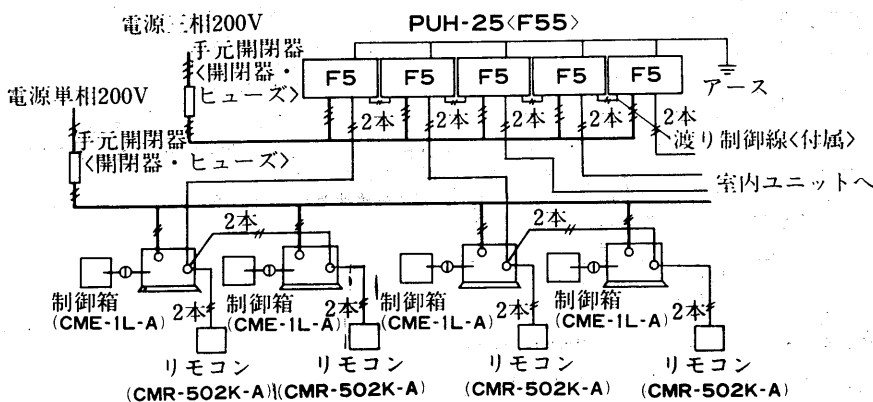 電源三相200V
PUH-25<F55>
手元開閉器
<開閉器・
ヒューズ>
F5 F5 F5 F5 F5
アース
電源単相200V
2本 2本 2本 2本 2本
手元開閉器
<開閉器・ヒューズ>
渡り制御線<付属>
室内ユニットへ
2本 2本
制御箱 制御箱 制御箱 制御箱
(CME-1L-A) (CME-1L-A) (CME-1L-A) (CME-1L-A)
2本 2本 2本 2本
リモコン リモコン リモコン リモコン
(CMR-502K-A) (CMR-502K-A) (CMR-502K-A) (CMR-502K-A)